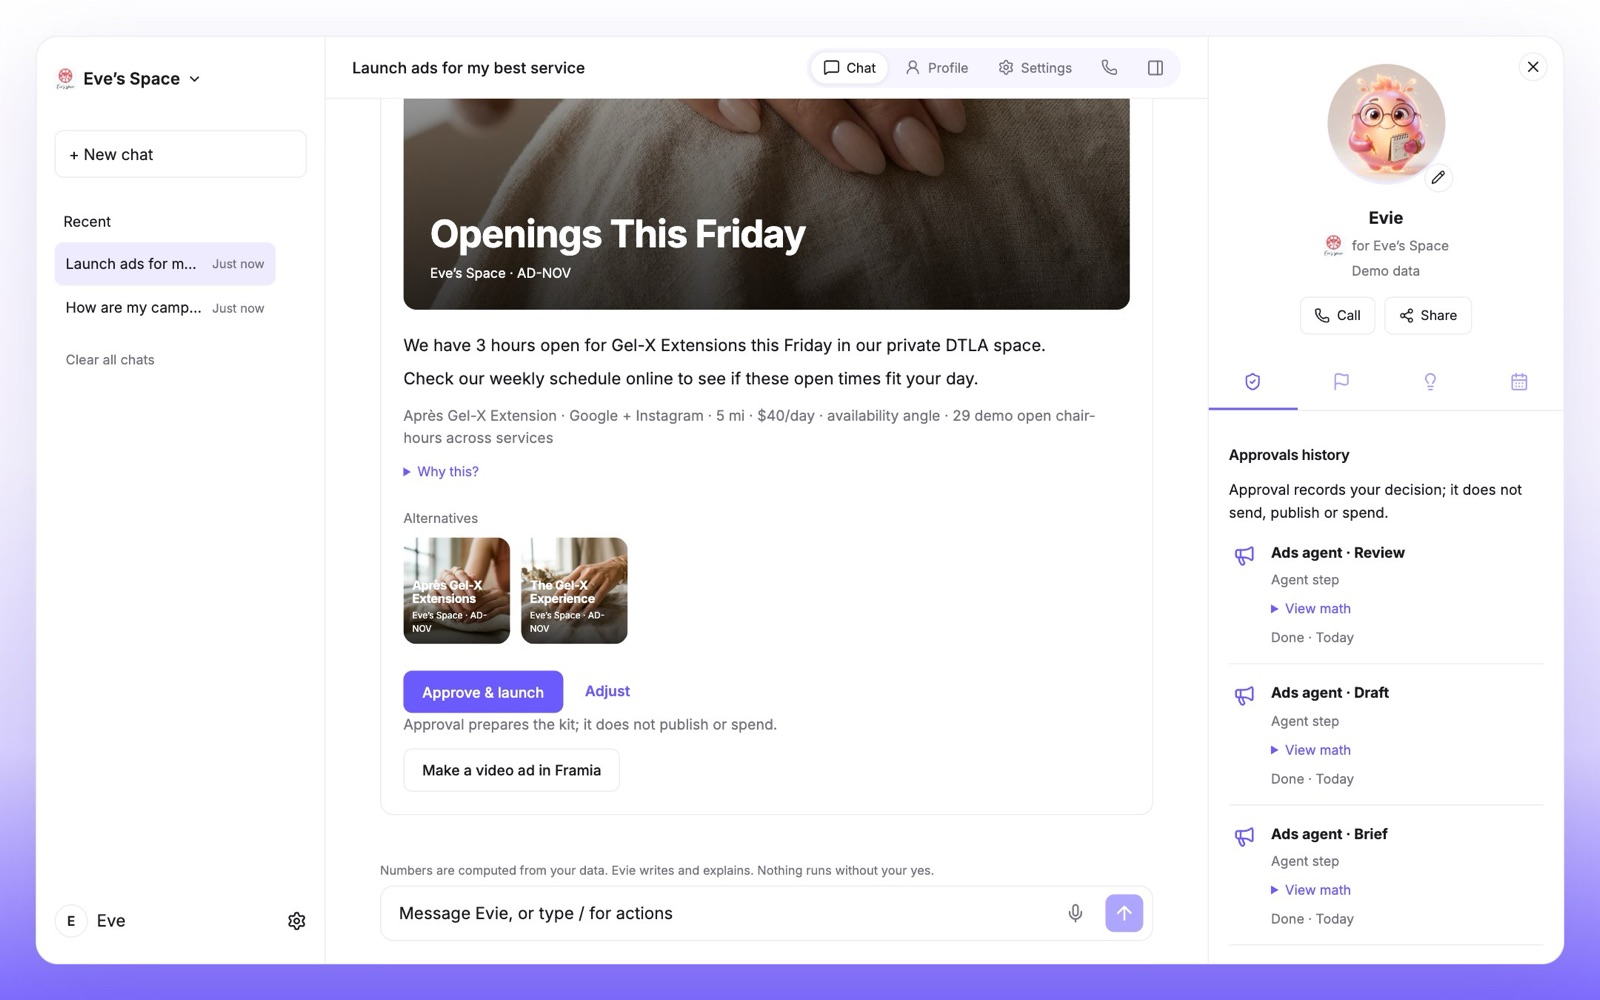 Eve's Space
+ New chat
Recent
Launch ads for m... Just now
How are my camp... Just now
Clear all chats
E Eve
Launch ads for my best service
Chat Profile Settings
Openings This Friday
Eve's Space · AD-NOV
We have 3 hours open for Gel-X Extensions this Friday in our private DTLA space.
Check our weekly schedule online to see if these open times fit your day.
Après Gel-X Extension · Google + Instagram · 5 mi · $40/day · availability angle · 29 demo open chair-
hours across services
Why this?
Alternatives
Après Gel-X
Extensions
Eve's Space · AD-
NOV
The Gel-X
Experience
Eve's Space · AD-
NOV
Approve & launch Adjust
Approval prepares the kit; it does not publish or spend.
Make a video ad in Framia
Numbers are computed from your data. Evie writes and explains. Nothing runs without your yes.
Message Evie, or type / for actions
Evie
for Eve's Space
Demo data
Call Share
Approvals history
Approval records your decision; it does not
send, publish or spend.
Ads agent · Review
Agent step
View math
Done · Today
Ads agent · Draft
Agent step
View math
Done · Today
Ads agent · Brief
Agent step
View math
Done · Today